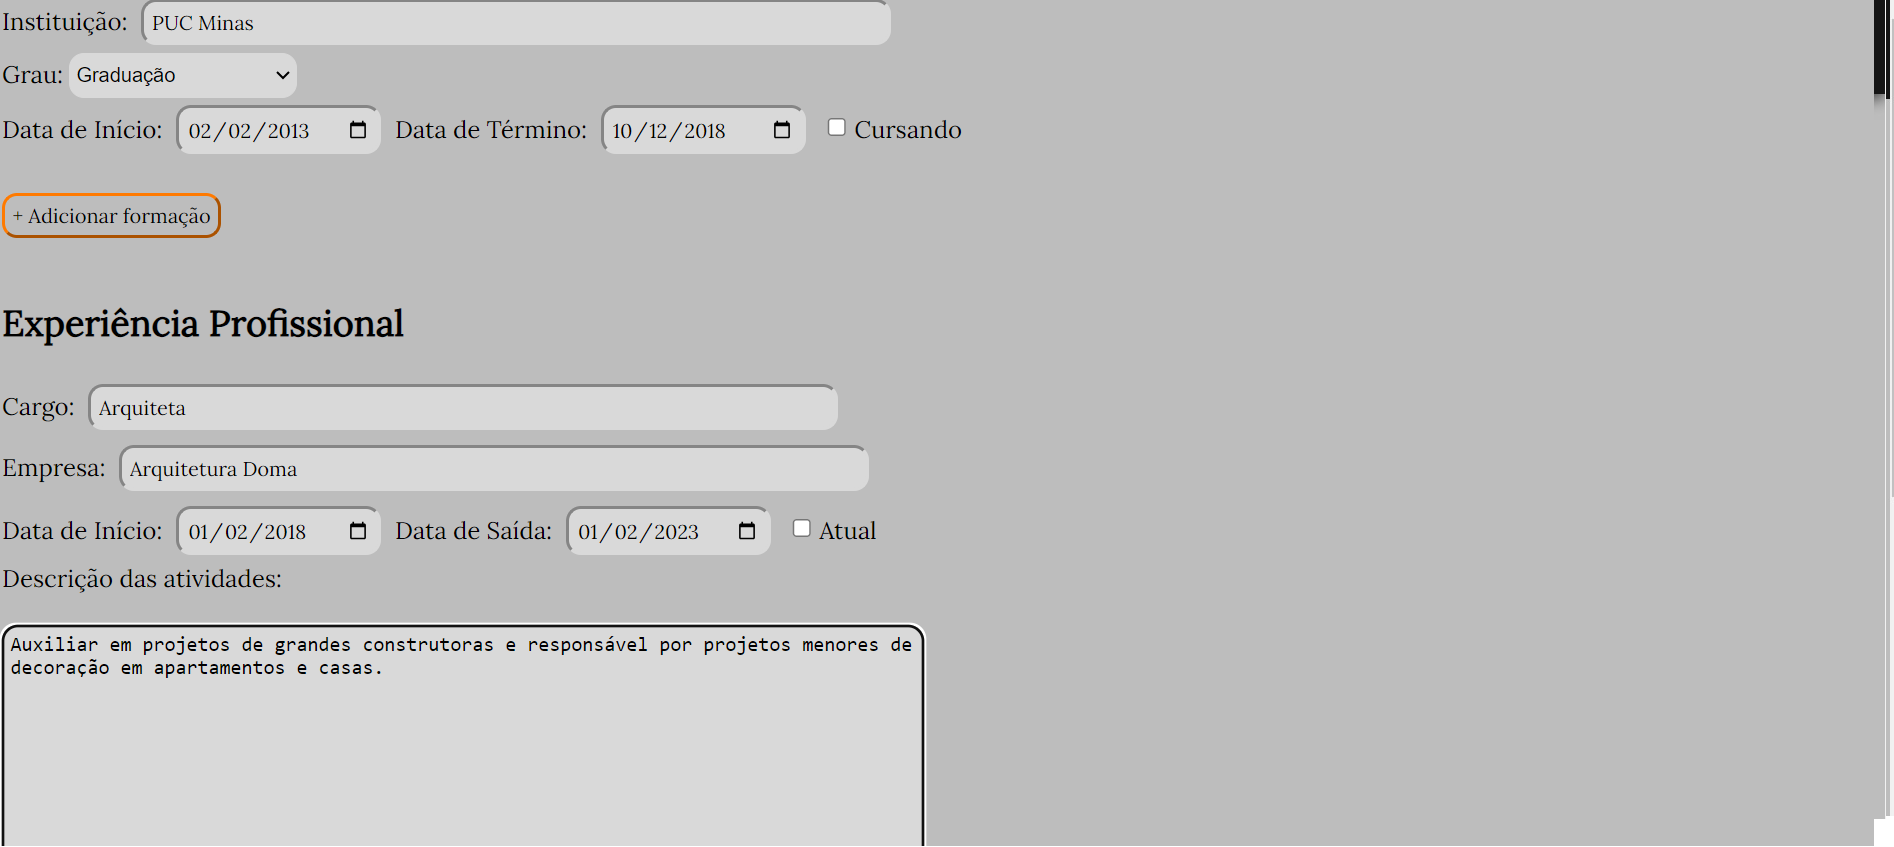 Instituição: PUC Minas
Grau: Graduação
Data de Início: 02/02/2013 Data de Término: 10/12/2018 Cursando
+ Adicionar formação
Experiência Profissional
Cargo: Arquiteta
Empresa: Arquitetura Doma
Data de Início: 01/02/2018 Data de Saída: 01/02/2023 Atual
Descrição das atividades:
Auxiliar em projetos de grandes construtoras e responsável por projetos menores de
decoração em apartamentos e casas.